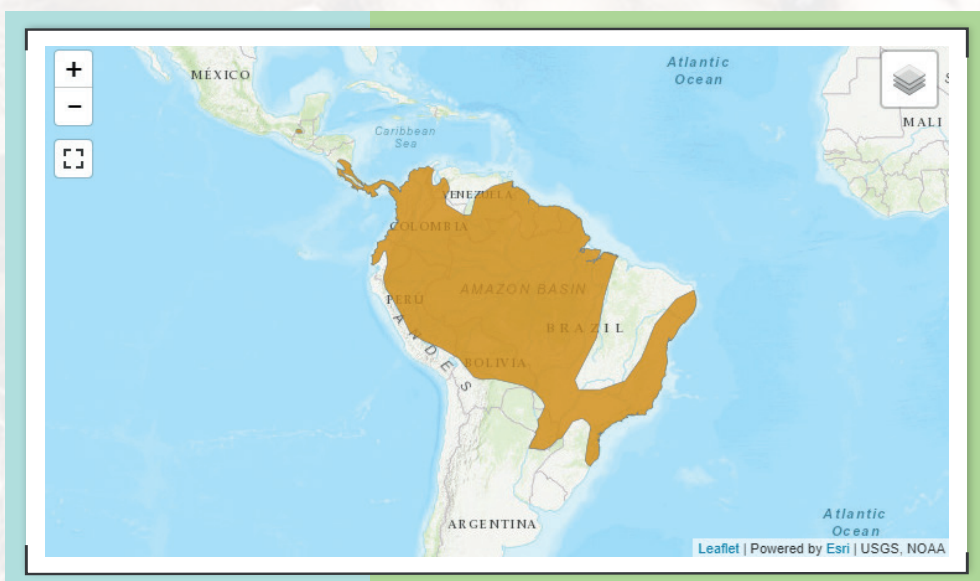 +
−
MÉXICO
Atlantic
Ocean
MALI
Caribbean
Sea
VENEZUELA
COLOMBIA
AMAZON BASIN
PERÚ
BRAZIL
ANDES
BOLIVIA
ARGENTINA
Atlantic
Ocean
Leaflet | Powered by Esri | USGS, NOAA